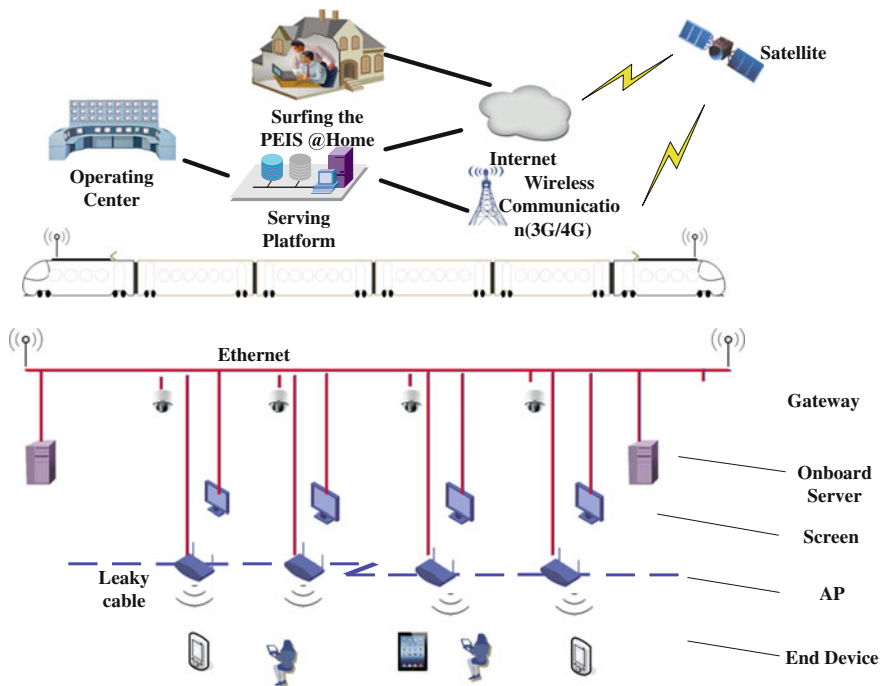 Satellite
Surfing the
PEIS @Home
Operating
Center
Internet
Wireless
Communicatio
n(3G/4G)
Serving
Platform
Ethernet
Gateway
Onboard
Server
Screen
Leaky
cable
AP
End Device